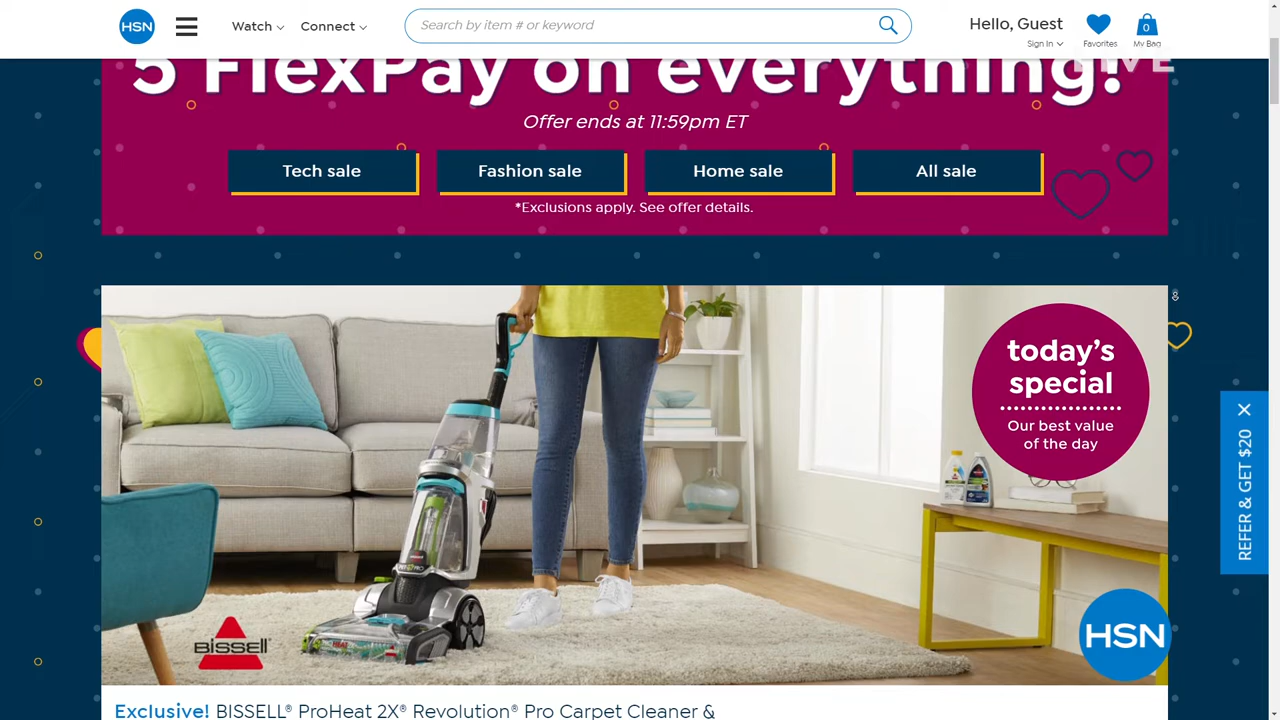 HSN
Watch
Connect
Search by item # or keyword
Hello, Guest
Sign In
Favorites
0
My Bag
5 FlexPay on everything!
Offer ends at 11:59pm ET
Tech sale
Fashion sale
Home sale
All sale
*Exclusions apply. See offer details.
today's
special
Our best value
of the day
REFER & GET $20
BISSELL®
HSN
Exclusive! BISSELL® ProHeat 2X® Revolution® Pro Carpet Cleaner &